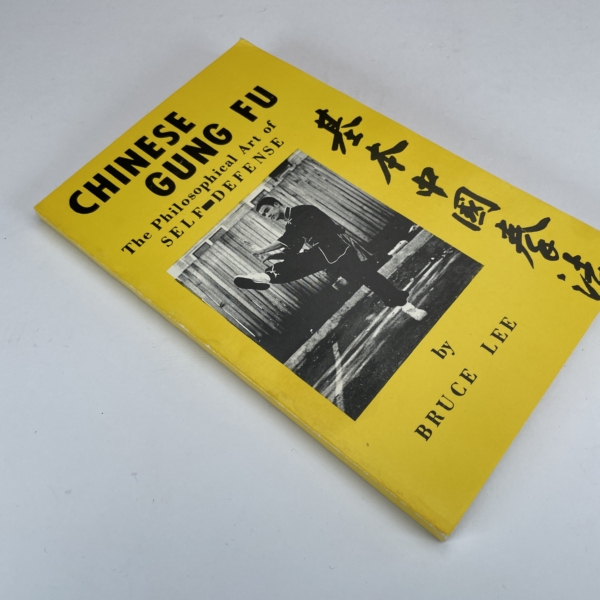 CHINESE
GUNG FU
The Philosophical Art of
SELF-DEFENSE
基本中國拳法
by
BRUCE LEE